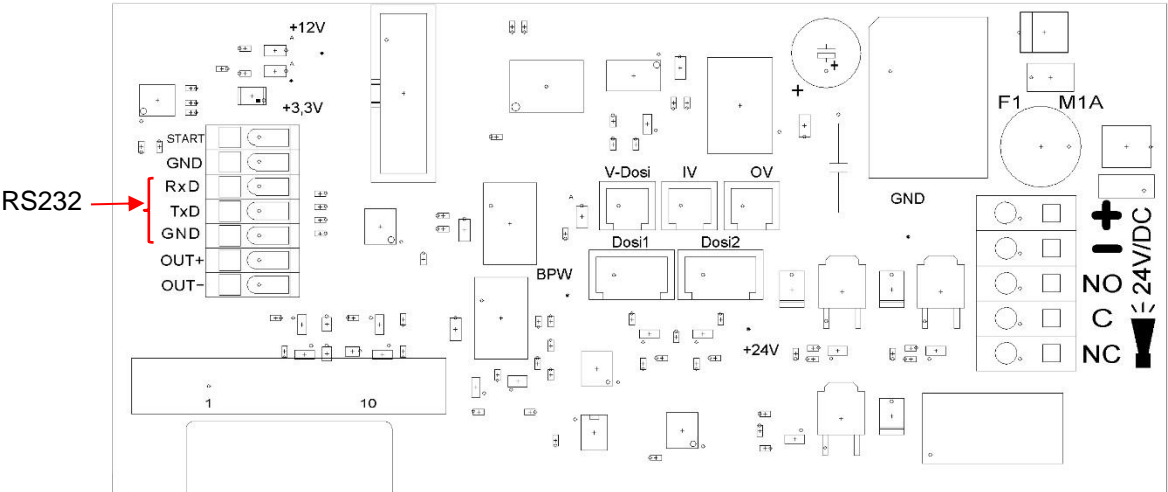 +12V
A
A
+3,3V
START
GND
RxD
TxD
GND
OUT+
OUT−
RS232
1 10
A
V-Dosi IV OV
Dosi1 Dosi2
BPW
+24V
+
GND
F1 M1A
+
−
NO
C
NC
24V/DC